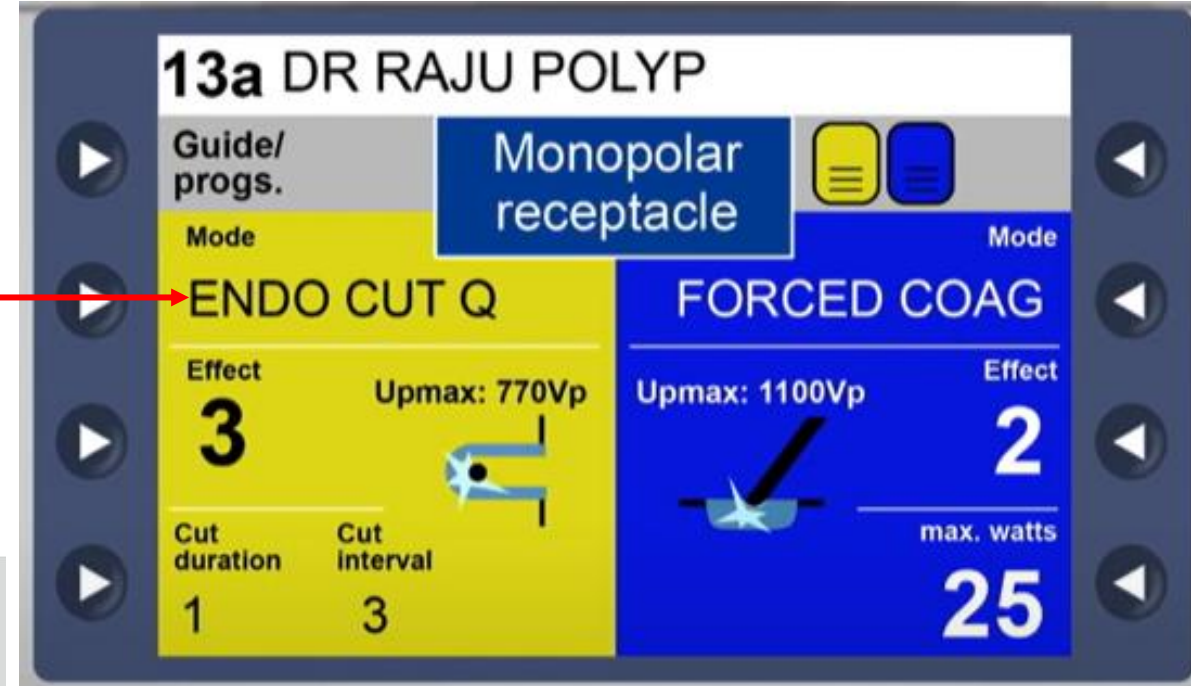 13a DR RAJU POLYP
Guide/
progs.
Monopolar
receptacle
Mode
ENDO CUT Q
Effect
3
Upmax: 770Vp
Cut
duration
1
Cut
interval
3
Mode
FORCED COAG
Upmax: 1100Vp
Effect
2
max. watts
25